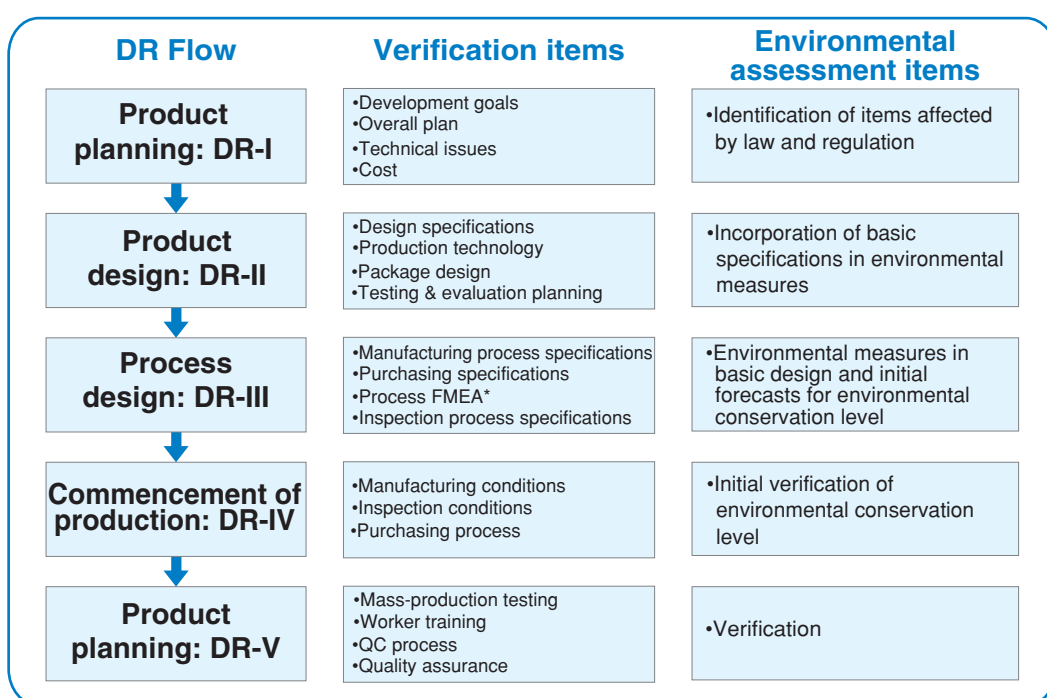 DR Flow
Verification items
Environmental
assessment items
Product
planning: DR-I
•Development goals
•Overall plan
•Technical issues
•Cost
•Identification of items affected
by law and regulation
Product
design: DR-II
•Design specifications
•Production technology
•Package design
•Testing & evaluation planning
•Incorporation of basic
specifications in environmental
measures
Process
design: DR-III
•Manufacturing process specifications
•Purchasing specifications
•Process FMEA*
•Inspection process specifications
•Environmental measures in
basic design and initial
forecasts for environmental
conservation level
Commencement of
production: DR-IV
•Manufacturing conditions
•Inspection conditions
•Purchasing process
•Initial verification of
environmental conservation
level
Product
planning: DR-V
•Mass-production testing
•Worker training
•QC process
•Quality assurance
•Verification